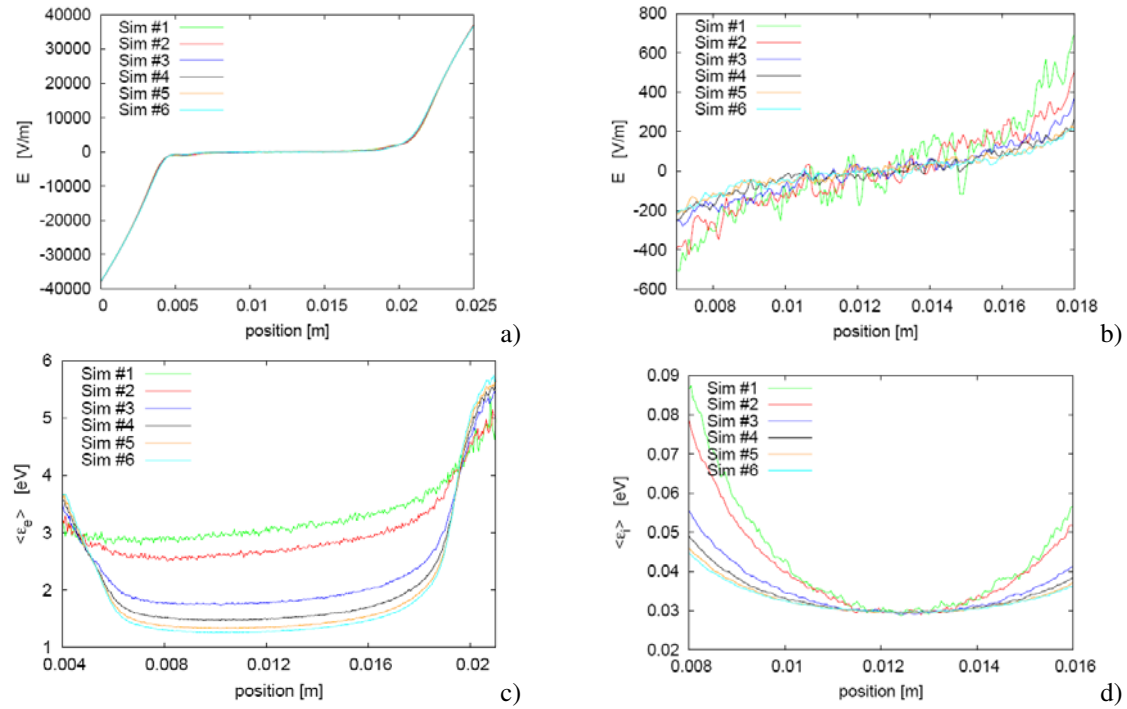 Sim #1
Sim #2
Sim #3
Sim #4
Sim #5
Sim #6
E [V/m]
40000
30000
20000
10000
0
-10000
-20000
-30000
-40000
0 0.005 0.01 0.015 0.02 0.025
position [m]
a)
Sim #1
Sim #2
Sim #3
Sim #4
Sim #5
Sim #6
E [V/m]
800
600
400
200
0
-200
-400
-600
0.008 0.01 0.012 0.014 0.016 0.018
position [m]
b)
Sim #1
Sim #2
Sim #3
Sim #4
Sim #5
Sim #6
<ε_e> [eV]
6
5
4
3
2
1
0.004 0.008 0.012 0.016 0.02
position [m]
c)
Sim #1
Sim #2
Sim #3
Sim #4
Sim #5
Sim #6
<ε_i> [eV]
0.09
0.08
0.07
0.06
0.05
0.04
0.03
0.02
0.008 0.01 0.012 0.014 0.016
position [m]
d)